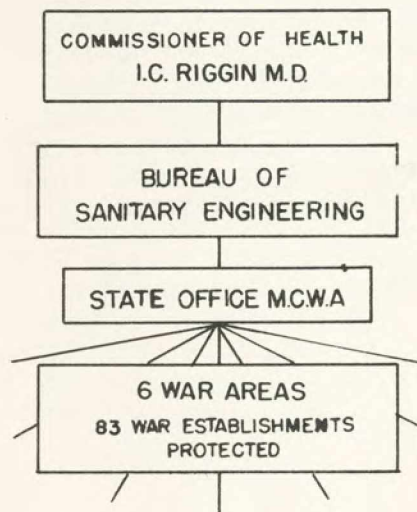 COMMISSIONER OF HEALTH
I.C. RIGGIN M.D.
BUREAU OF
SANITARY ENGINEERING
STATE OFFICE M.C.W.A
6 WAR AREAS
83 WAR ESTABLISHMENTS
PROTECTED